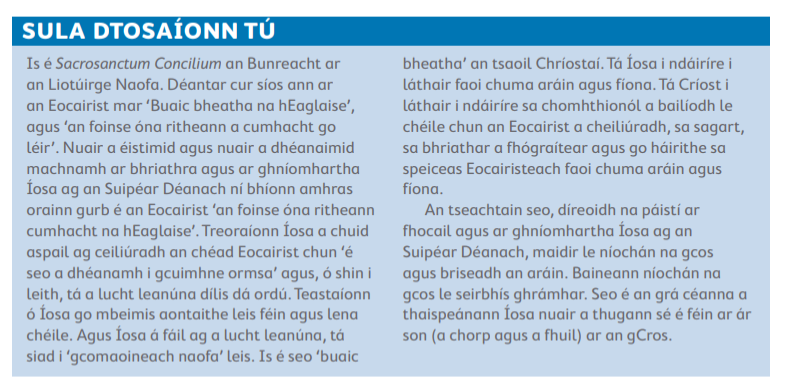 SULA DTOSAÍONN TÚ
Is é Sacrosanctum Concilium an Bunreacht ar
an Liotúirge Naofa. Déantar cur síos ann ar
an Eocairist mar ‘Buaic bheatha na hEaglaise’,
agus ‘an foinse óna ritheann a cumhacht go
léir’. Nuair a éistimid agus nuair a dhéanaimid
machnamh ar bhriathra agus ar ghníomhartha
Íosa ag an Suipéar Déanach ní bhíonn amhras
orainn gurb é an Eocairist ‘an foinse óna ritheann
cumhacht na hEaglaise’. Treoraíonn Íosa a chuid
aspail ag ceiliúradh an chéad Eocairist chun ‘é
seo a dhéanamh i gcuimhne ormsa’ agus, ó shin i
leith, tá a lucht leanúna dílis dá ordú. Teastaíonn
ó Íosa go mbeimis aontaithe leis féin agus lena
chéile. Agus Íosa á fáil ag a lucht leanúna, tá
siad i ‘gcomaoineach naofa’ leis. Is é seo ‘buaic
bheatha’ an tsaoil Chríostaí. Tá Íosa i ndáiríre i
láthair faoi chuma aráin agus fíona. Tá Críost i
láthair i ndáiríre sa chomhthionól a bailíodh le
chéile chun an Eocairist a cheiliúradh, sa sagart,
sa bhriathar a fhógraítear agus go háirithe sa
speiceas Eocairisteach faoi chuma aráin agus
fíona.
An tseachtain seo, díreoidh na páistí ar
fhocail agus ar ghníomhartha Íosa ag an
Suipéar Déanach, maidir le níochán na gcos
agus briseadh an aráin. Baineann níochán na
gcos le seirbhís ghrámhar. Seo é an grá céanna a
thaispeánann Íosa nuair a thugann sé é féin ar ár
son (a chorp agus a fhuil) ar an gCros.